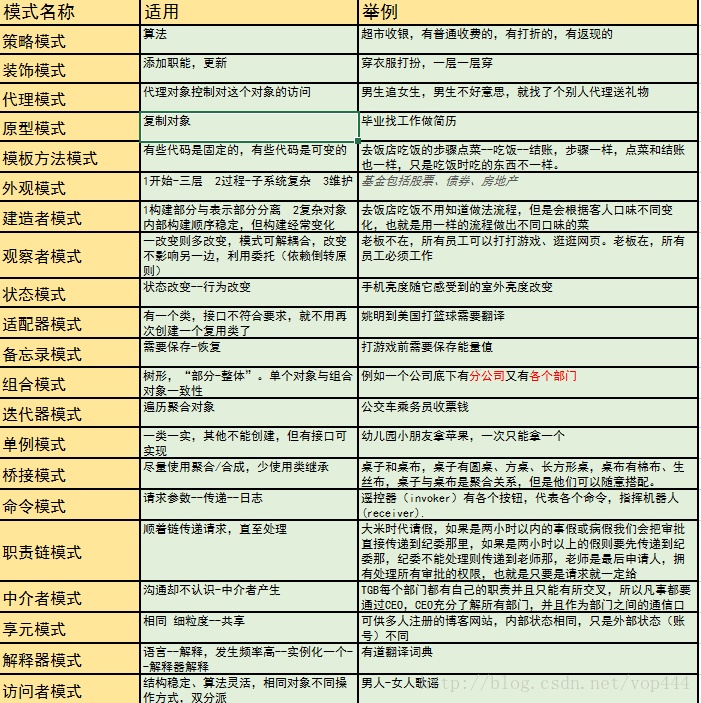 模式名称 适用 举例
策略模式 算法 超市收银，有普通收费的，有打折的，有返现的
装饰模式 添加职能，更新 穿衣服打扮，一层一层穿
代理模式 代理对象控制对这个对象的访问 男生追女生，男生不好意思，就找了个别人代理送礼物
原型模式 复制对象 毕业找工作做简历
模板方法模式 有些代码是固定的，有些代码是可变的 去饭店吃饭的步骤点菜--吃饭--结账，步骤一样，点菜和结账
也一样，只是吃饭时吃的东西不一样。
外观模式 1开始-三层 2过程-子系统复杂 3维护 基金包括股票、债券、房地产
建造者模式 1构建部分与表示部分分离 2复杂对象
内部构建顺序稳定，但构建经常变化
去饭店吃饭不用知道做法流程，但是会根据客人口味不同变
化，也就是用一样的流程做出不同口味的菜
观察者模式 一改变则多改变，模式可解耦合，改变
不影响另一边，利用委托（依赖倒转原
则）
老板不在，所有员工可以打打游戏、逛逛网页。老板在，所有
员工必须工作
状态模式 状态改变--行为改变 手机亮度随它感受到的室外亮度改变
适配器模式 有一个类，接口不符合要求，就不用再
次创建一个复用类了
姚明到美国打篮球需要翻译
备忘录模式 需要保存-恢复 打游戏前需要保存能量值
组合模式 树形，“部分-整体”。单个对象与组合
对象一致性
例如一个公司底下有分公司又有各个部门
迭代器模式 遍历聚合对象 公交车乘务员收票钱
单例模式 一类一实，其他不能创建，但有接口可
实现
幼儿园小朋友拿苹果，一次只能拿一个
桥接模式 尽量使用聚合/合成，少使用类继承 桌子和桌布，桌子有圆桌、方桌、长方形桌，桌布有棉布、生
丝布，桌子与桌布是聚合关系，但是他们可以随意搭配。
命令模式 请求参数--传递--日志 遥控器（invoker）有各个按钮，代表各个命令，指挥机器人
(receiver).
职责链模式 顺着链传递请求，直至处理 大米时代请假，如果是两小时以内的事假或病假我们会把审批
直接传递到纪委那里，如果是两小时以上的假则要先传递到纪
委那，纪委不能处理则传递到老师那，老师是最后申请人，拥
有处所有审批的权限，也就是只要是请求就一定给
中介者模式 沟通却不认识-中介者产生 TGB每个部门都有自己的职责并且只能有所交叉，所以凡事都要
通过CEO，CEO充分了解所有部门，并且作为部门之间的通信口
享元模式 相同 细粒度--共享 可供多人注册的博客网站，内部状态相同，只是外部状态（账
号）不同
解释器模式 语言--解释，发生频率高--实例化一个-
-解释器解释
有道翻译词典
访问者模式 结构稳定、算法灵活，相同对象不同操
作方式，双分派
男人-女人歌谣
http://blog.csdn.net/yop444